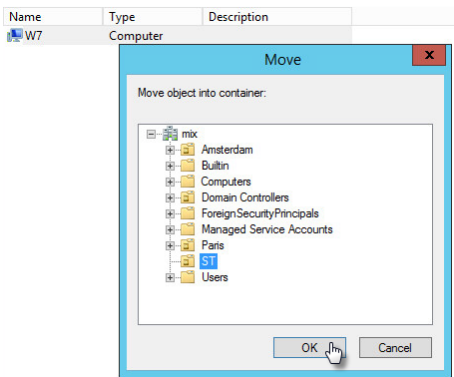 Name Type Description
W7 Computer
Move
x
Move object into container:
mix
Amsterdam
Builtin
Computers
Domain Controllers
ForeignSecurityPrincipals
Managed Service Accounts
Paris
ST
Users
OK Cancel